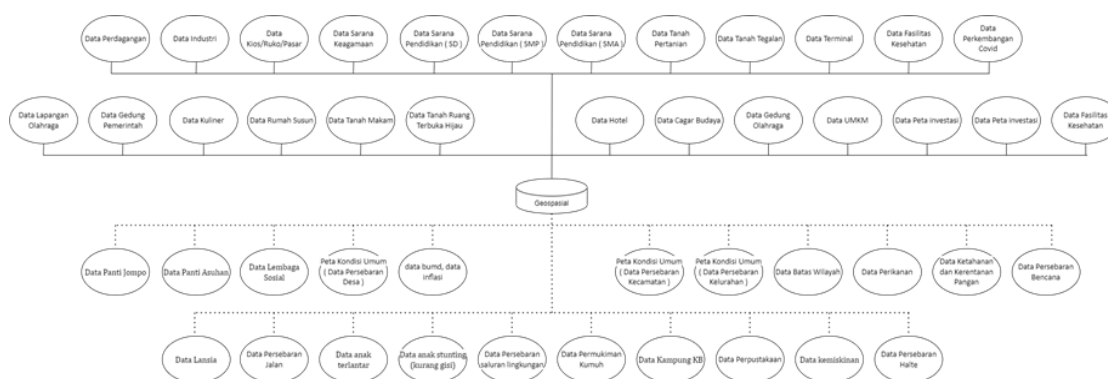 Data Perdagangan
Data Industri
Data
Kios/Ruko/Pasar
Data Sarana
Keagamaan
Data Sarana
Pendidikan ( SD )
Data Sarana
Pendidikan ( SMP )
Data Sarana
Pendidikan ( SMA )
Data Tanah
Pertanian
Data Tanah Tegalan
Data Terminal
Data Fasilitas
Kesehatan
Data
Perkembangan
Covid
Data Lapangan
Olahraga
Data Gedung
Pemerintah
Data Kuliner
Data Rumah Susun
Data Tanah Makam
Data Tanah Ruang
Terbuka Hijau
Data Hotel
Data Cagar Budaya
Data Gedung
Olahraga
Data UMKM
Data Peta investasi
Data Peta investasi
Data Fasilitas
Kesehatan
Geospasial
Data Panti Jompo
Data Panti Asuhan
Data Lembaga
Sosial
Peta Kondisi Umum
( Data Persebaran
Desa )
data bumd, data
inflasi
Peta Kondisi Umum
( Data Persebaran
Kecamatan )
Peta Kondisi Umum
( Data Persebaran
Kelurahan )
Data Batas Wilayah
Data Perikanan
Data Ketahanan
dan Kerentanan
Pangan
Data Persebaran
Bencana
Data Lansia
Data Persebaran
Jalan
Data anak
terlantar
Data anak stunting
(kurang gisi)
Data Persebaran
saluran lingkungan
Data Permukiman
Kumuh
Data Kampung KB
Data Perpustakaan
Data kemiskinan
Data Persebaran
Halte